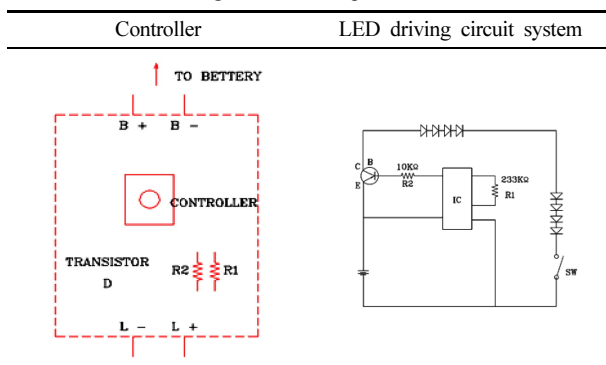 Controller
LED driving circuit system
TO BETTERY
B + B -
CONTROLLER
TRANSISTOR
D
R2 R1
L - L +
C B
E
10KΩ
R2
IC
233KΩ
R1
SW